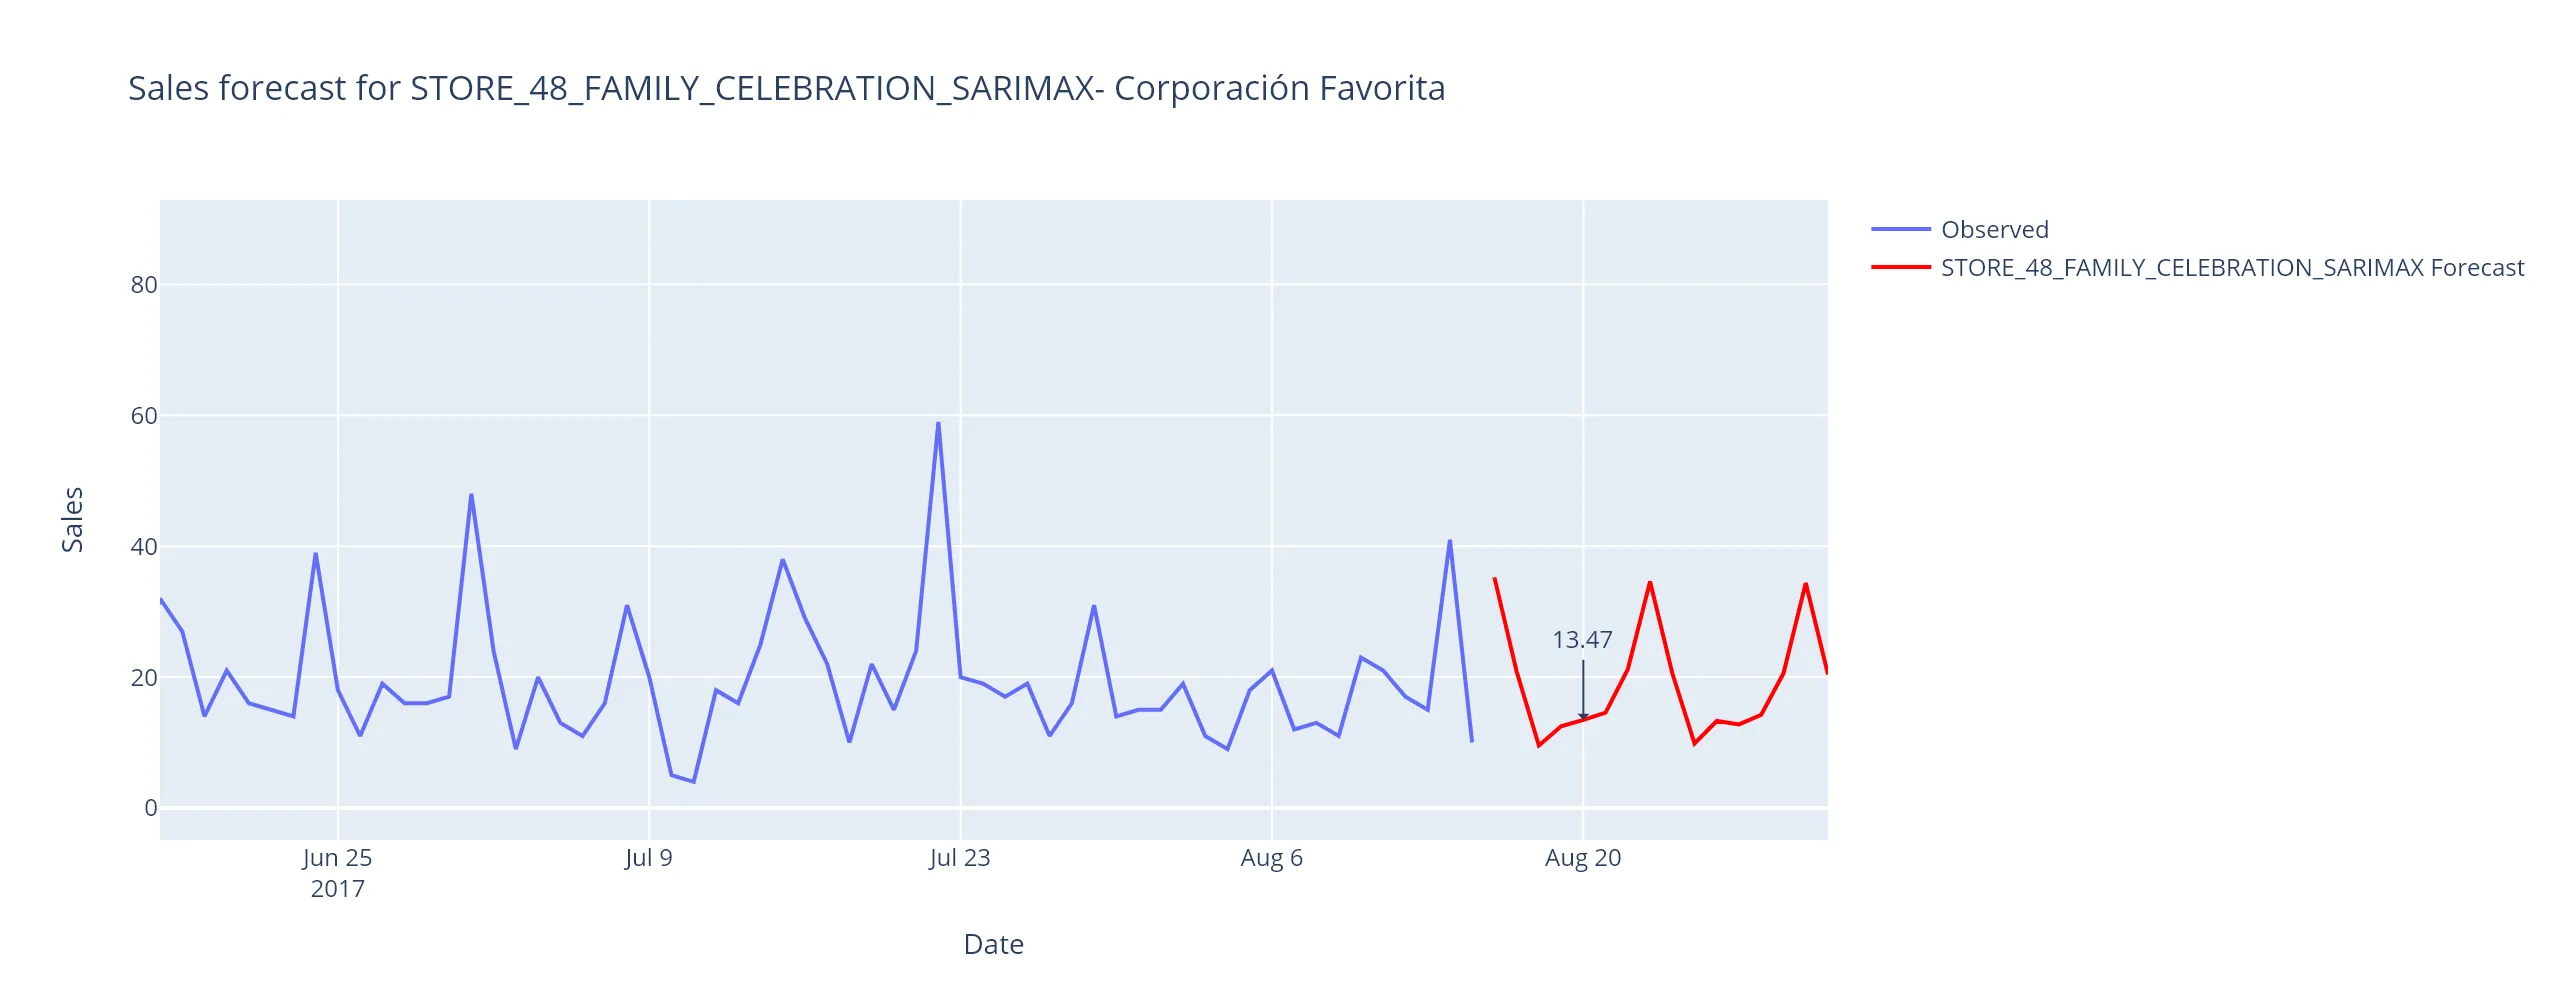 Sales forecast for STORE_48_FAMILY_CELEBRATION_SARIMAX- Corporación Favorita
Observed
STORE_48_FAMILY_CELEBRATION_SARIMAX Forecast
Sales
80
60
40
20
0
13.47
Jun 25
2017
Jul 9
Jul 23
Aug 6
Aug 20
Date